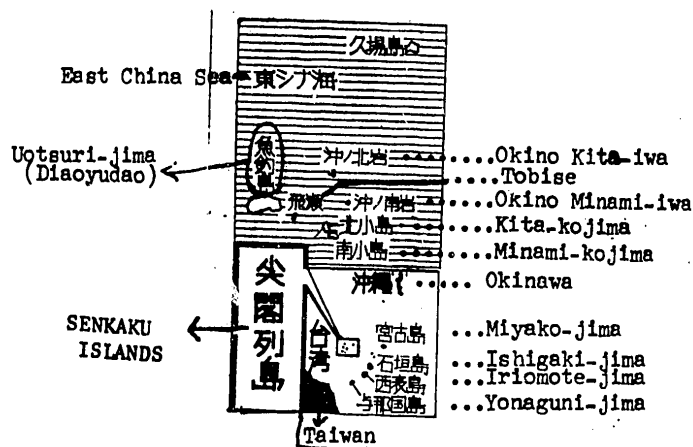 久場島
East China Sea 東シナ海
Uotsuri-jima
(Diaoyudao)
魚釣島
沖ノ北岩 Okino Kita-iwa
Tobise
飛瀬 沖ノ南岩 Okino Minami-iwa
北小島 Kita-kojima
南小島 Minami-kojima
沖縄 Okinawa
尖閣列島
SENKAKU
ISLANDS
台湾
宮古島 ...Miyako-jima
石垣島 ...Ishigaki-jima
西表島 ...Iriomote-jima
与那国島 ...Yonaguni-jima
Taiwan